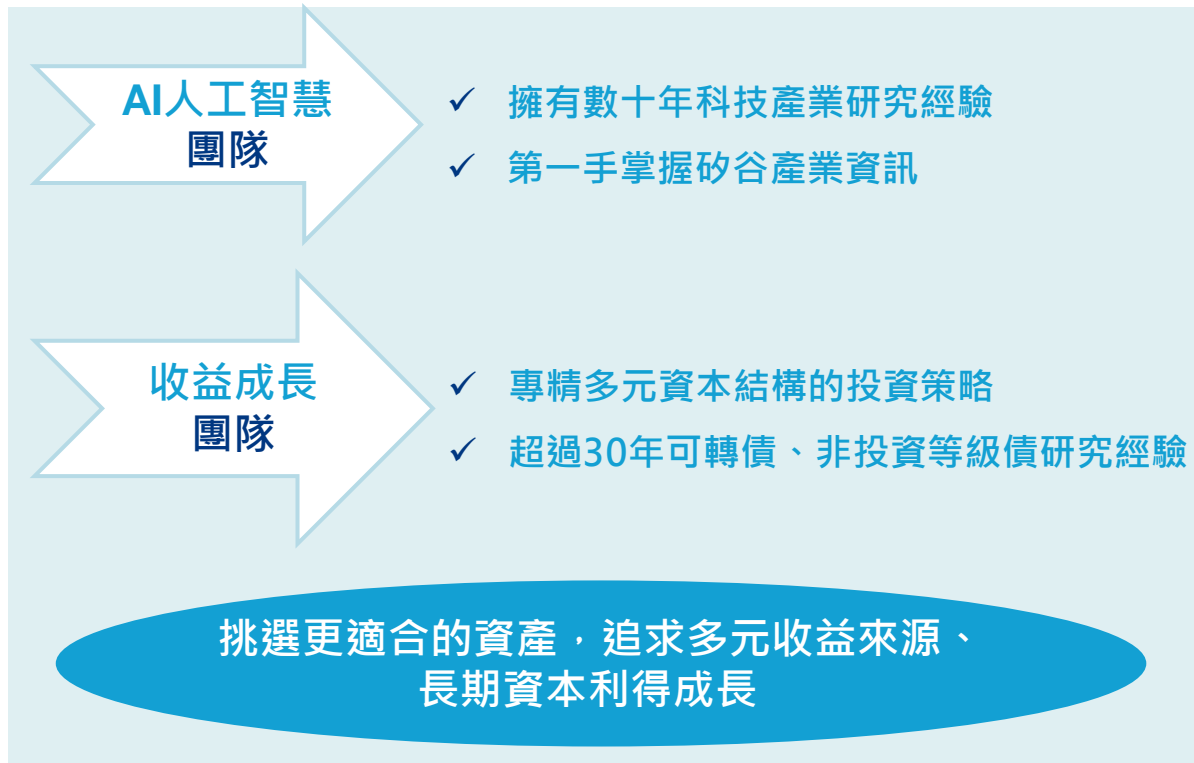 AI人工智慧
團隊
✓ 擁有數十年科技產業研究經驗
✓ 第一手掌握矽谷產業資訊
收益成長
團隊
✓ 專精多元資本結構的投資策略
✓ 超過30年可轉債、非投資等級債研究經驗
挑選更適合的資產，追求多元收益來源、
長期資本利得成長